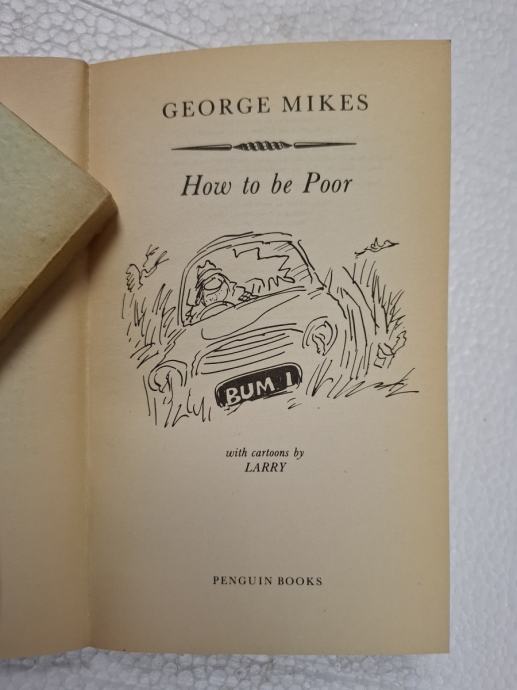 GEORGE MIKES
How to be Poor
BUM 1
with cartoons by
LARRY
PENGUIN BOOKS